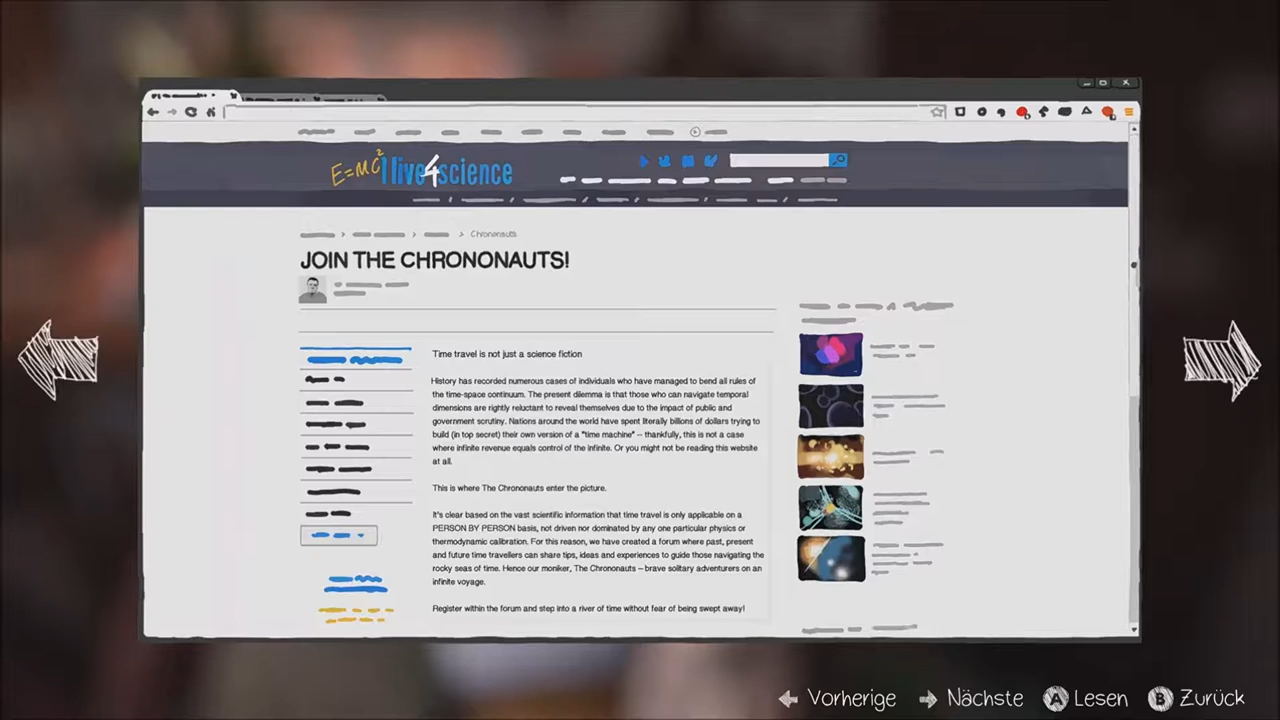 E=MC² I live4science
Chrononauts
JOIN THE CHRONONAUTS!
Time travel is not just a science fiction
History has recorded numerous cases of individuals who have managed to bend all rules of
the time-space continuum. The present dilemma is that those who can navigate temporal
dimensions are rightly reluctant to reveal themselves due to the impact of public and
government scrutiny. Nations around the world have spent literally billions of dollars trying to
build (in top secret) their own version of a "time machine" – thankfully, this is not a case
where infinite revenue equals control of the infinite. Or you might not be reading this website
at all.
This is where The Chrononauts enter the picture.
It's clear based on the vast scientific information that time travel is only applicable on a
PERSON BY PERSON basis, not driven nor dominated by any one particular physics or
thermodynamic calibration. For this reason, we have created a forum where past, present
and future time travellers can share tips, ideas and experiences to guide those navigating the
rocky seas of time. Hence our moniker, The Chrononauts – brave solitary adventurers on an
infinite voyage.
Register within the forum and step into a river of time without fear of being swept away!
Vorherige Nächste A Lesen B Zurück